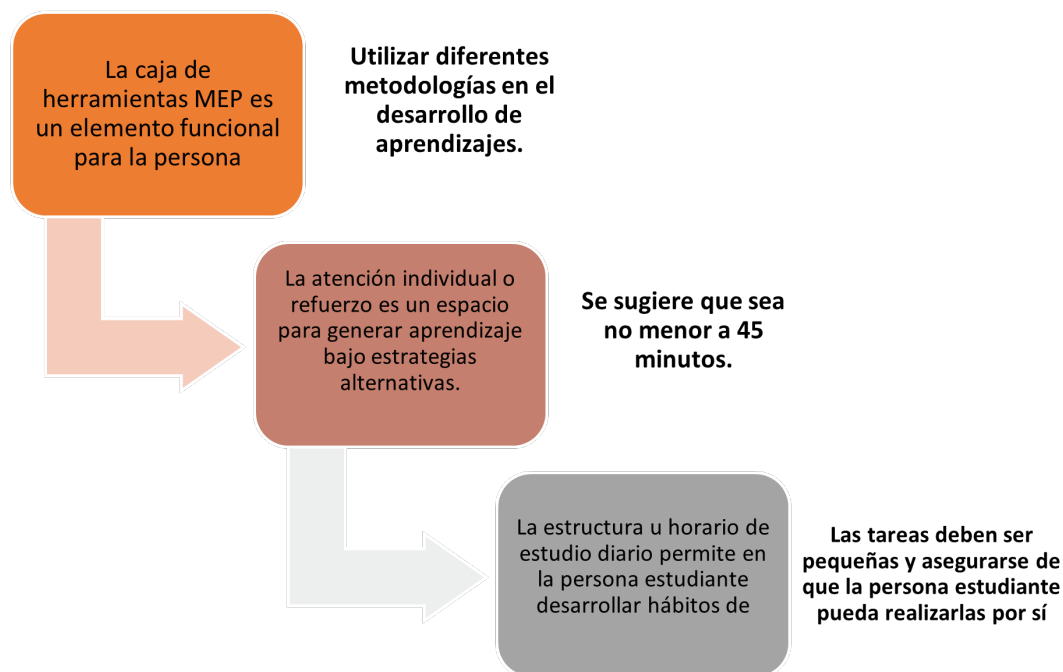 La caja de
herramientas MEP es
un elemento funcional
para la persona
Utilizar diferentes
metodologías en el
desarrollo de
aprendizajes.
La atención individual o
refuerzo es un espacio
para generar aprendizaje
bajo estrategias
alternativas.
Se sugiere que sea
no menor a 45
minutos.
La estructura u horario de
estudio diario permite en
la persona estudiante
desarrollar hábitos de
Las tareas deben ser
pequeñas y asegurarse de
que la persona estudiante
pueda realizarlas por sí